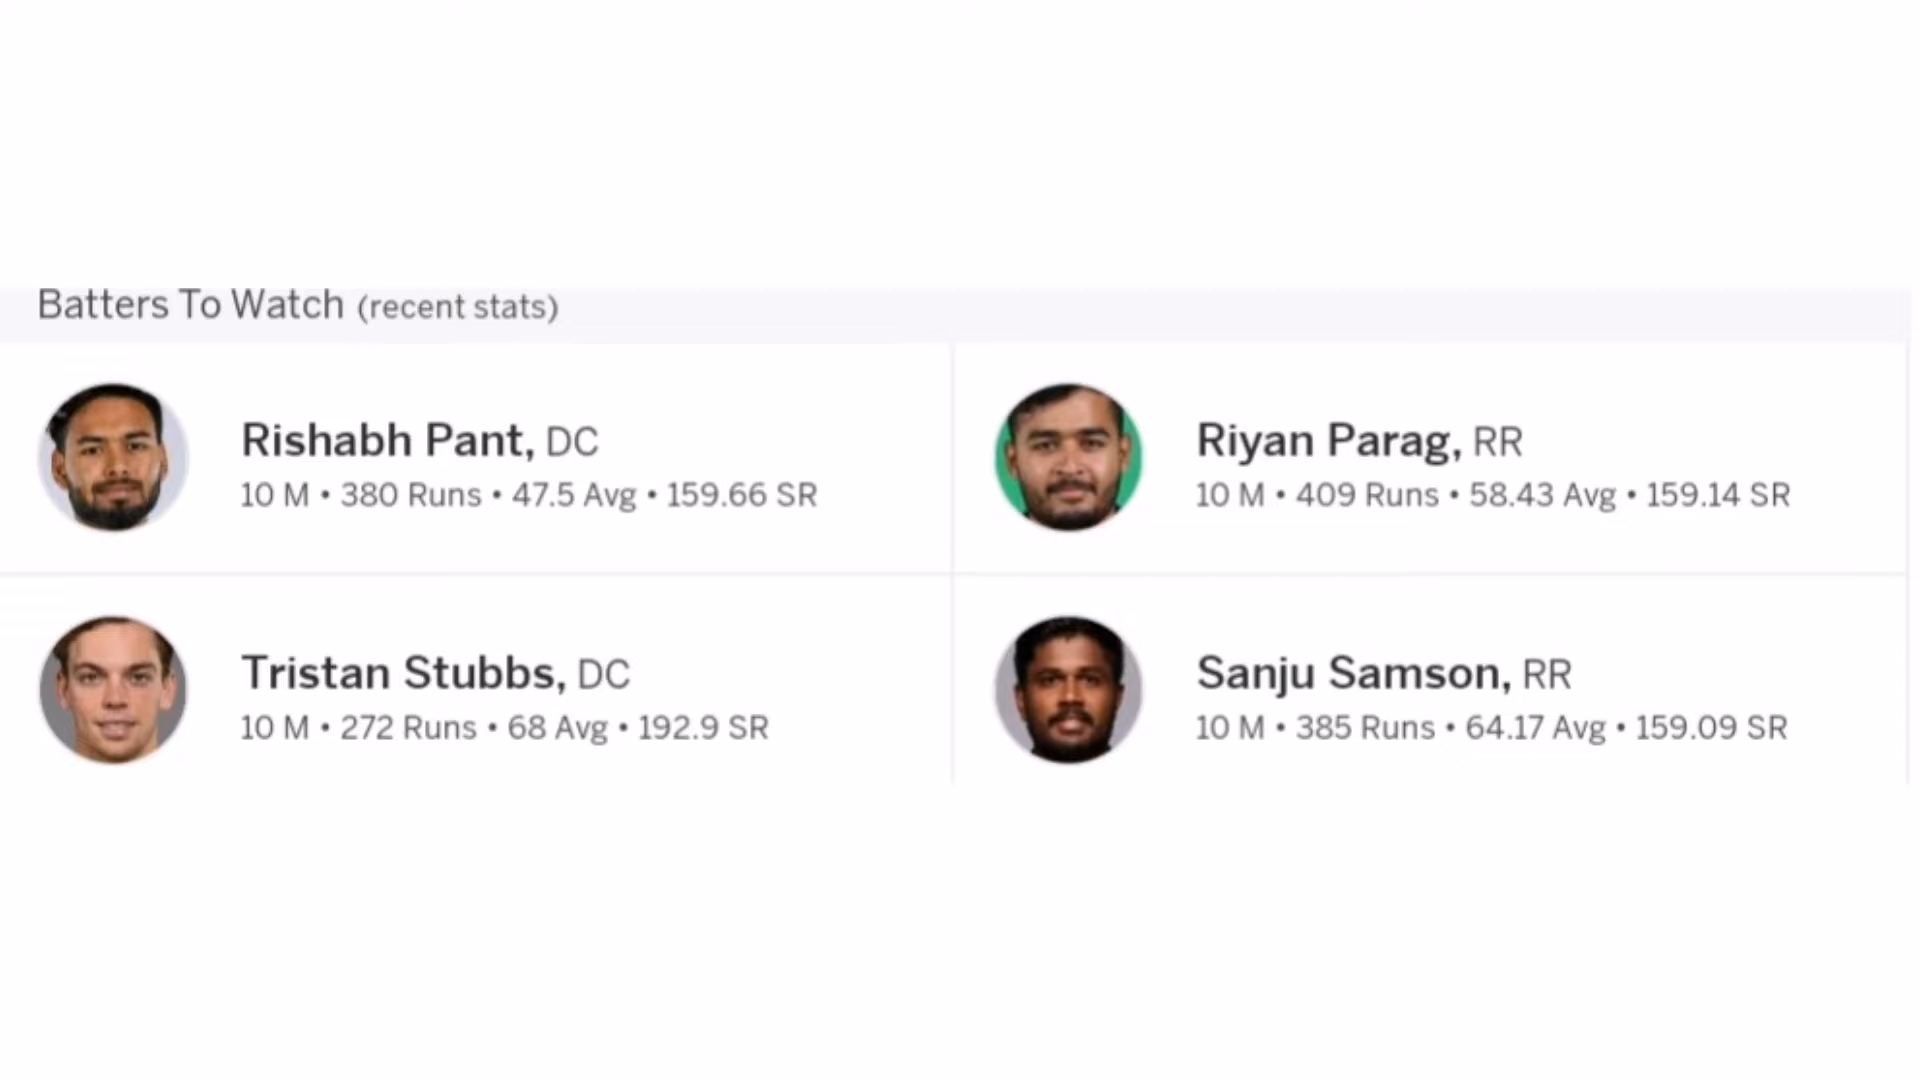 Batters To Watch (recent stats)
Rishabh Pant, DC
10 M • 380 Runs • 47.5 Avg • 159.66 SR
Riyan Parag, RR
10 M • 409 Runs • 58.43 Avg • 159.14 SR
Tristan Stubbs, DC
10 M • 272 Runs • 68 Avg • 192.9 SR
Sanju Samson, RR
10 M • 385 Runs • 64.17 Avg • 159.09 SR